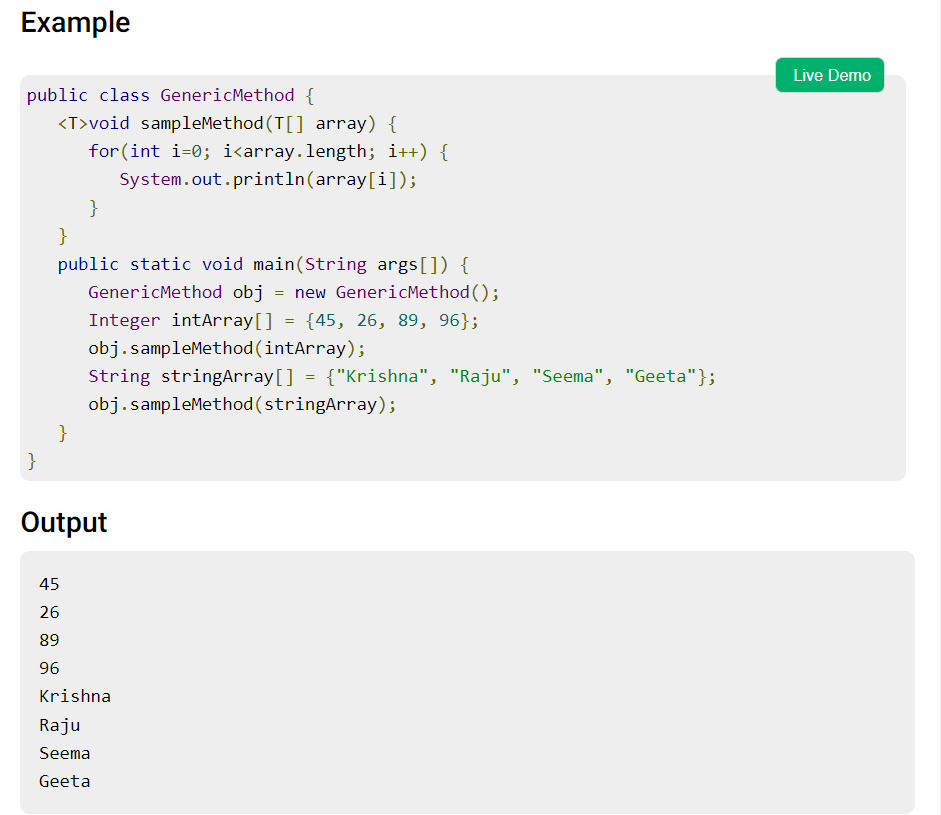 Example
Live Demo
public class GenericMethod {
   <T>void sampleMethod(T[] array) {
      for(int i=0; i<array.length; i++) {
         System.out.println(array[i]);
      }
   }
   public static void main(String args[]) {
      GenericMethod obj = new GenericMethod();
      Integer intArray[] = {45, 26, 89, 96};
      obj.sampleMethod(intArray);
      String stringArray[] = {"Krishna", "Raju", "Seema", "Geeta"};
      obj.sampleMethod(stringArray);
   }
}
Output
45
26
89
96
Krishna
Raju
Seema
Geeta